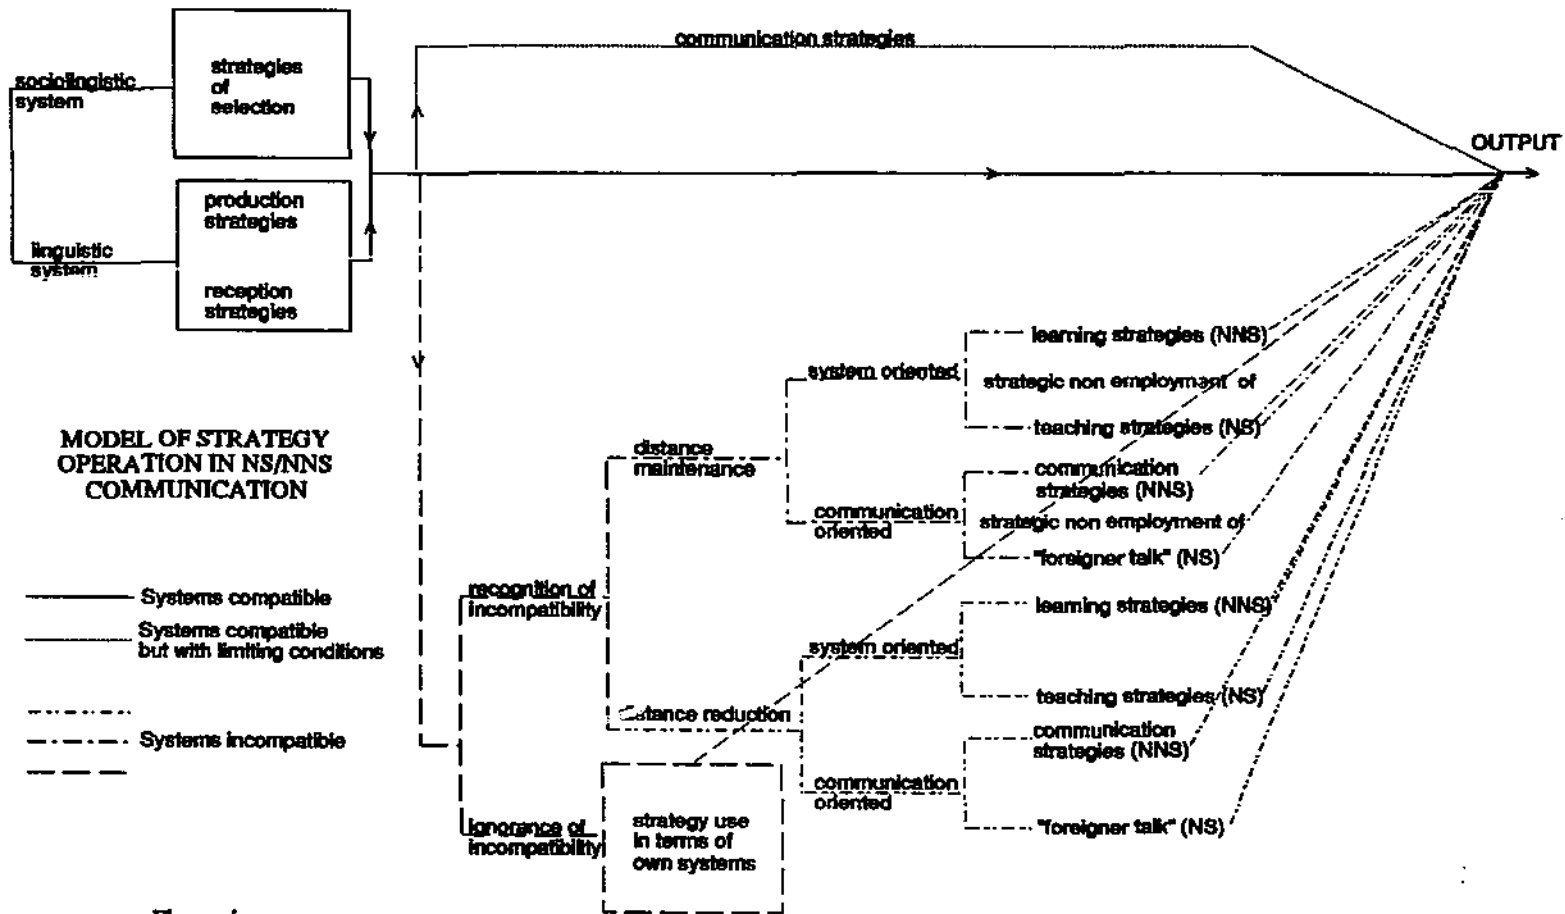 communication strategies
sociolingistic
system
strategies
of
selection
OUTPUT
production
strategies
linguistic
system
reception
strategies
learning strategies (NNS)
system oriented
strategic non employment of
teaching strategies (NS)
MODEL OF STRATEGY
OPERATION IN NS/NNS
COMMUNICATION
distance
maintenance
communication
strategies (NNS)
communication
oriented
strategic non employment of
"foreigner talk" (NS)
recognition of
incompatibility
learning strategies (NNS)
Systems compatible
Systems compatible
but with limiting conditions
system oriented
teaching strategies (NS)
distance reduction
communication
strategies (NNS)
Systems incompatible
communication
oriented
ignorance of
incompatibility
strategy use
in terms of
own systems
"foreigner talk" (NS)